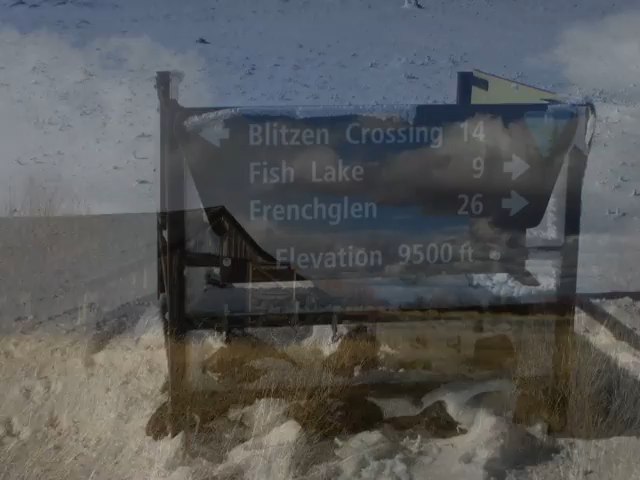 Blitzen Crossing 14
Fish Lake 9
Frenchglen 26
Elevation 9500 ft